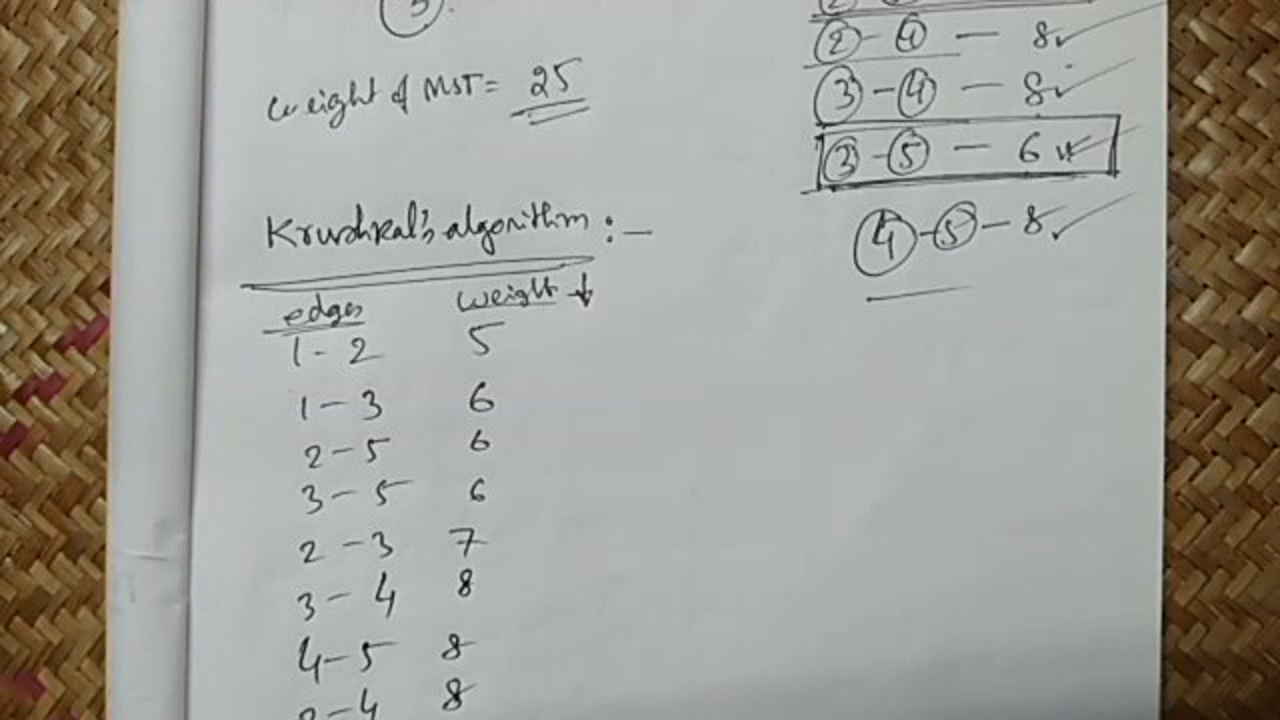 3
weight of MST = 25
Krushkal's algorithm :-
edges weight ↓
1 - 2 5
1 - 3 6
2 - 5 6
3 - 5 6
2 - 3 7
3 - 4 8
4 - 5 8
2 - 4 8
2 - 4 - 8 ✓
3 - 4 - 8 ✓
3 - 5 - 6 ✓
4 - 5 - 8 ✓